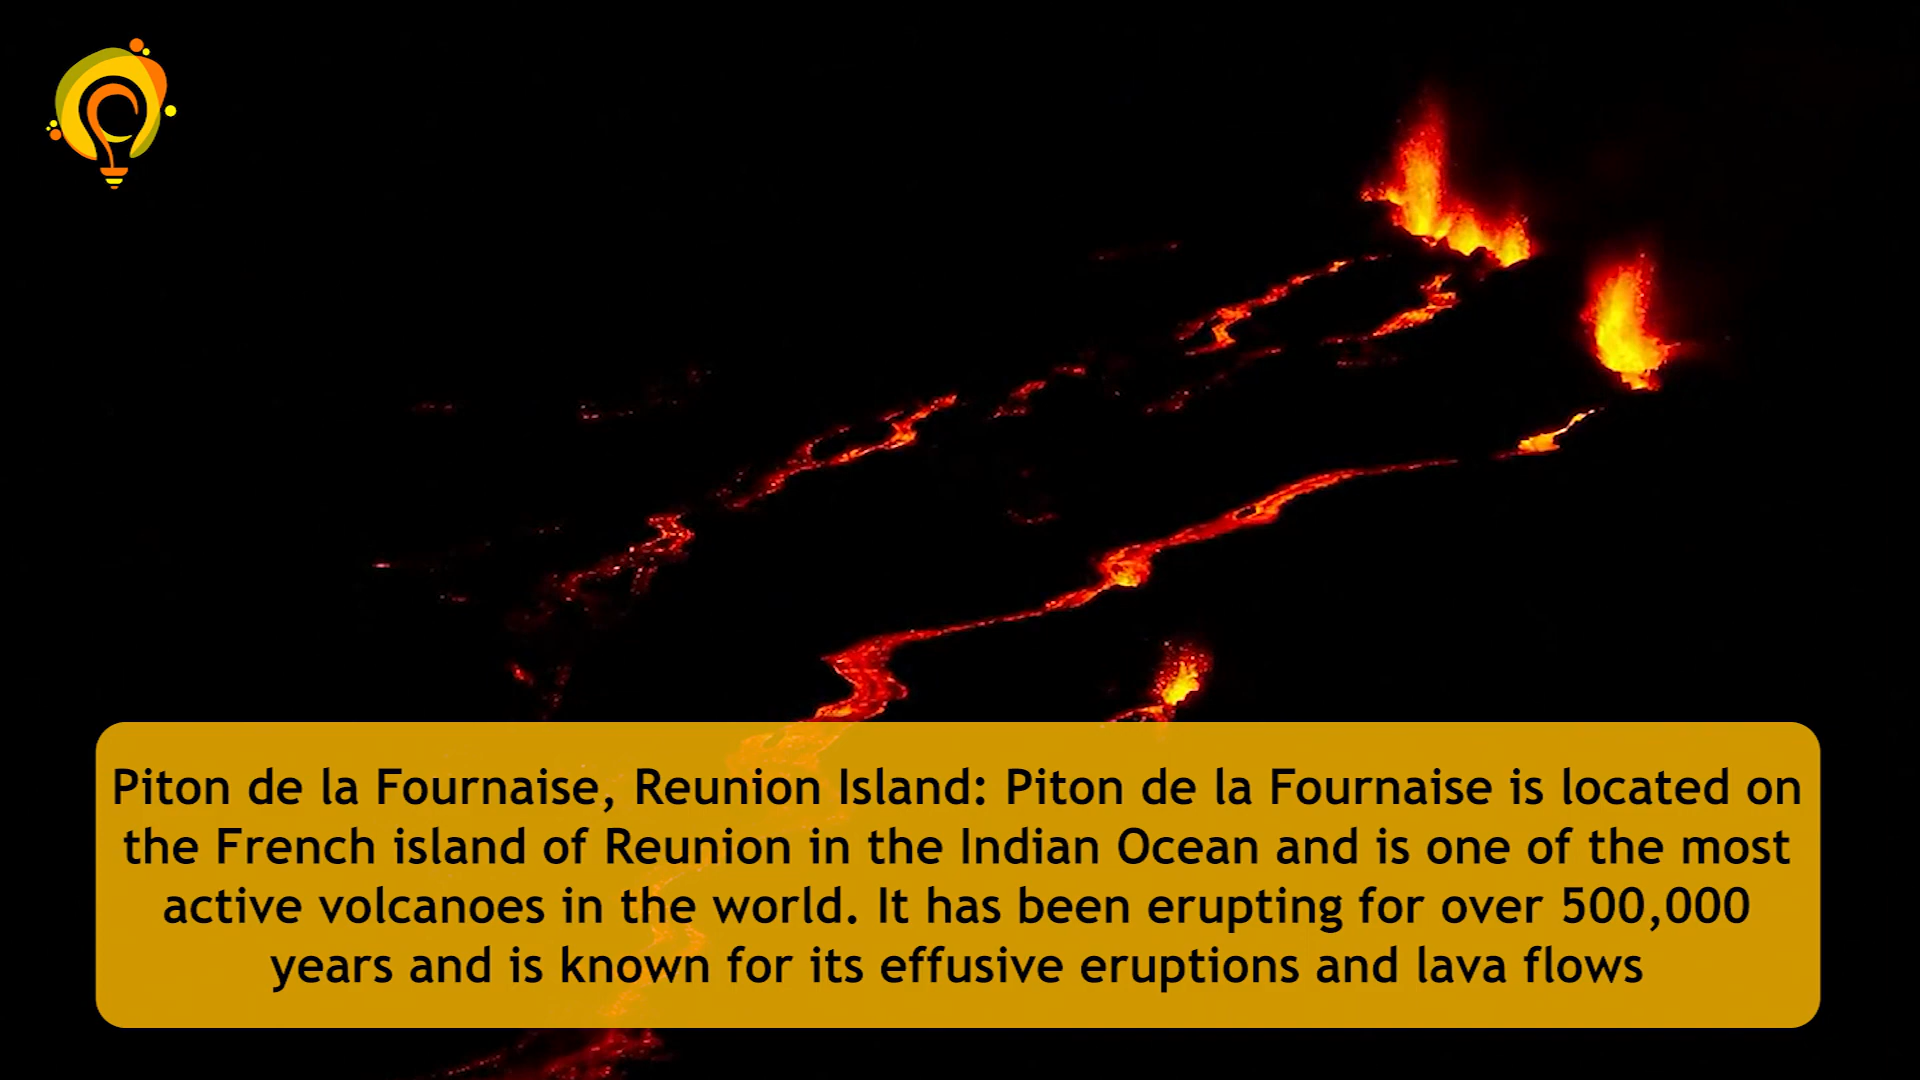 Piton de la Fournaise, Reunion Island: Piton de la Fournaise is located on
the French island of Reunion in the Indian Ocean and is one of the most
active volcanoes in the world. It has been erupting for over 500,000
years and is known for its effusive eruptions and lava flows